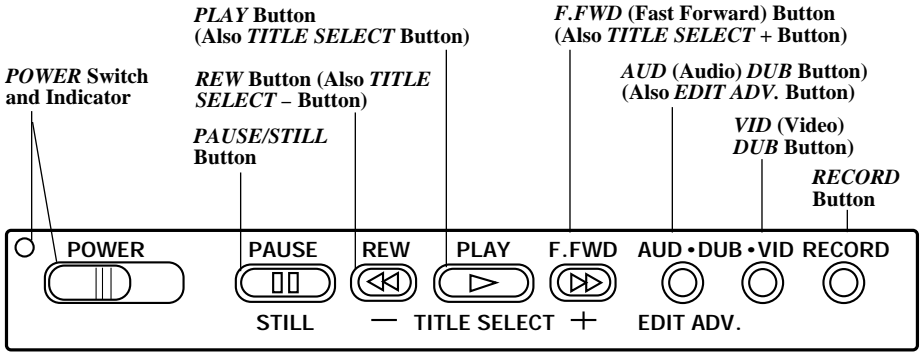 PLAY Button
(Also TITLE SELECT Button)
F.FWD (Fast Forward) Button
(Also TITLE SELECT + Button)
POWER Switch
and Indicator
REW Button (Also TITLE
SELECT – Button)
AUD (Audio) DUB Button)
(Also EDIT ADV. Button)
PAUSE/STILL
Button
VID (Video)
DUB Button)
RECORD
Button
POWER PAUSE REW PLAY F.FWD AUD • DUB • VID RECORD
STILL — TITLE SELECT + EDIT ADV.